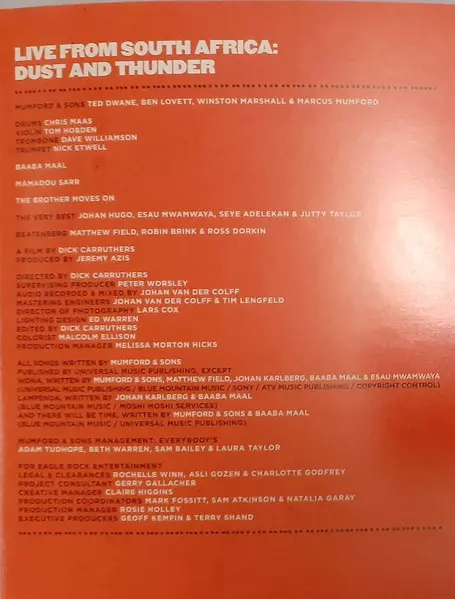 LIVE FROM SOUTH AFRICA:
DUST AND THUNDER
MUMFORD & SONS TED DWANE, BEN LOVETT, WINSTON MARSHALL & MARCUS MUMFORD
DRUMS CHRIS MAAS
VIOLIN TOM HOBDEN
TROMBONE DAVE WILLIAMSON
TRUMPET NICK ETWELL
BAABA MAAL
MAMADOU SARR
THE BROTHER MOVES ON
THE VERY BEST JOHAN HUGO, ESAU MWAMWAYA, SEYE ADELEKAN & JUTTY TAYLOR
BEATENBERG MATTHEW FIELD, ROBIN BRINK & ROSS DORKIN
A FILM BY DICK CARRUTHERS
PRODUCED BY JEREMY AZIS
DIRECTED BY DICK CARRUTHERS
SUPERVISING PRODUCER PETER WORSLEY
AUDIO RECORDED & MIXED BY JOHAN VAN DER COLFF
MASTERING ENGINEERS JOHAN VAN DER COLFF & TIM LENGFELD
DIRECTOR OF PHOTOGRAPHY LARS COX
LIGHTING DESIGN ED WARREN
EDITED BY DICK CARRUTHERS
COLORIST MALCOLM ELLISON
PRODUCTION MANAGER MELISSA MORTON HICKS
ALL SONGS WRITTEN BY MUMFORD & SONS
PUBLISHED BY UNIVERSAL MUSIC PUBLISHING, EXCEPT
WONA, WRITTEN BY MUMFORD & SONS, MATTHEW FIELD, JOHAN KARLBERG, BAABA MAAL & ESAU MWAMWAYA
(UNIVERSAL MUSIC PUBLISHING / BLUE MOUNTAIN MUSIC / SONY / ATV MUSIC PUBLISHING / COPYRIGHT CONTROL)
LAMPENDA, WRITTEN BY JOHAN KARLBERG & BAABA MAAL
(BLUE MOUNTAIN MUSIC / MOSHI MOSHI SERVICES)
AND THERE WILL BE TIME, WRITTEN BY MUMFORD & SONS & BAABA MAAL
(BLUE MOUNTAIN MUSIC / UNIVERSAL MUSIC PUBLISHING)
MUMFORD & SONS MANAGEMENT: EVERYBODY'S
ADAM TUDHOPE, BETH WARREN, SAM BAILEY & LAURA TAYLOR
FOR EAGLE ROCK ENTERTAINMENT
LEGAL & CLEARANCES ROCHELLE WINN, ASLI GOZEN & CHARLOTTE GODFREY
PROJECT CONSULTANT GERRY GALLACHER
CREATIVE MANAGER CLAIRE HIGGINS
PRODUCTION COORDINATORS MARK FOSSITT, SAM ATKINSON & NATALIA GARAY
PRODUCTION MANAGER ROSIE HOLLEY
EXECUTIVE PRODUCERS GEOFF KEMPIN & TERRY SHAND